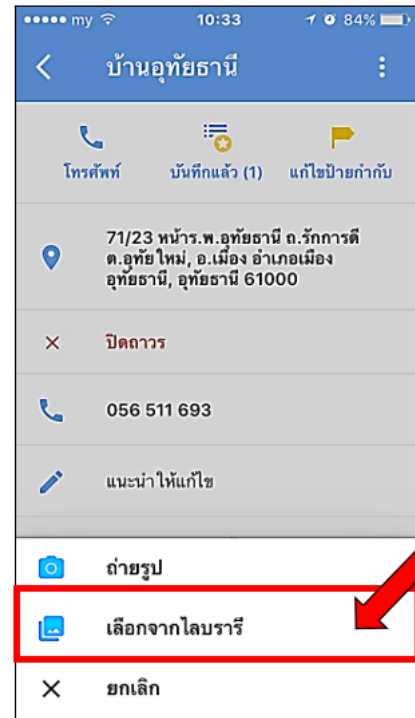 my 10:33 84%
บ้านอุทัยธานี
โทรศัพท์ บันทึกแล้ว (1) แก้ไขป้ายกำกับ
71/23 หน้าร.พ.อุทัยธานี ถ.รักการดี
ต.อุทัยใหม่, อ.เมือง อำเภอเมือง
อุทัยธานี, อุทัยธานี 61000
ปิดถาวร
056 511 693
แนะนำให้แก้ไข
ถ่ายรูป
เลือกจากไลบรารี
ยกเลิก